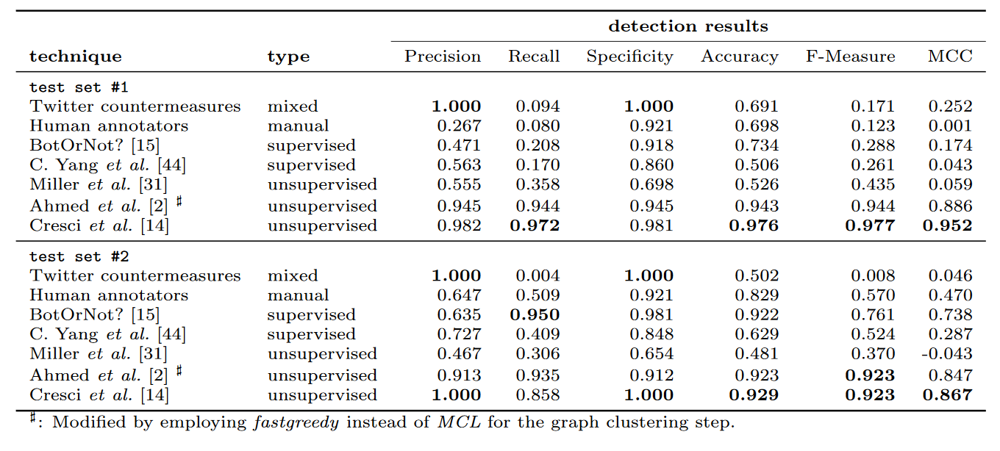 detection results
technique type Precision Recall Specificity Accuracy F-Measure MCC
test set #1
Twitter countermeasures mixed 1.000 0.094 1.000 0.691 0.171 0.252
Human annotators manual 0.267 0.080 0.921 0.698 0.123 0.001
BotOrNot? [15] supervised 0.471 0.208 0.918 0.734 0.288 0.174
C. Yang et al. [44] supervised 0.563 0.170 0.860 0.506 0.261 0.043
Miller et al. [31] unsupervised 0.555 0.358 0.698 0.526 0.435 0.059
Ahmed et al. [2] ♯ unsupervised 0.945 0.944 0.945 0.943 0.944 0.886
Cresci et al. [14] unsupervised 0.982 0.972 0.981 0.976 0.977 0.952
test set #2
Twitter countermeasures mixed 1.000 0.004 1.000 0.502 0.008 0.046
Human annotators manual 0.647 0.509 0.921 0.829 0.570 0.470
BotOrNot? [15] supervised 0.635 0.950 0.981 0.922 0.761 0.738
C. Yang et al. [44] supervised 0.727 0.409 0.848 0.629 0.524 0.287
Miller et al. [31] unsupervised 0.467 0.306 0.654 0.481 0.370 -0.043
Ahmed et al. [2] ♯ unsupervised 0.913 0.935 0.912 0.923 0.923 0.847
Cresci et al. [14] unsupervised 1.000 0.858 1.000 0.929 0.923 0.867
♯: Modified by employing fastgreedy instead of MCL for the graph clustering step.